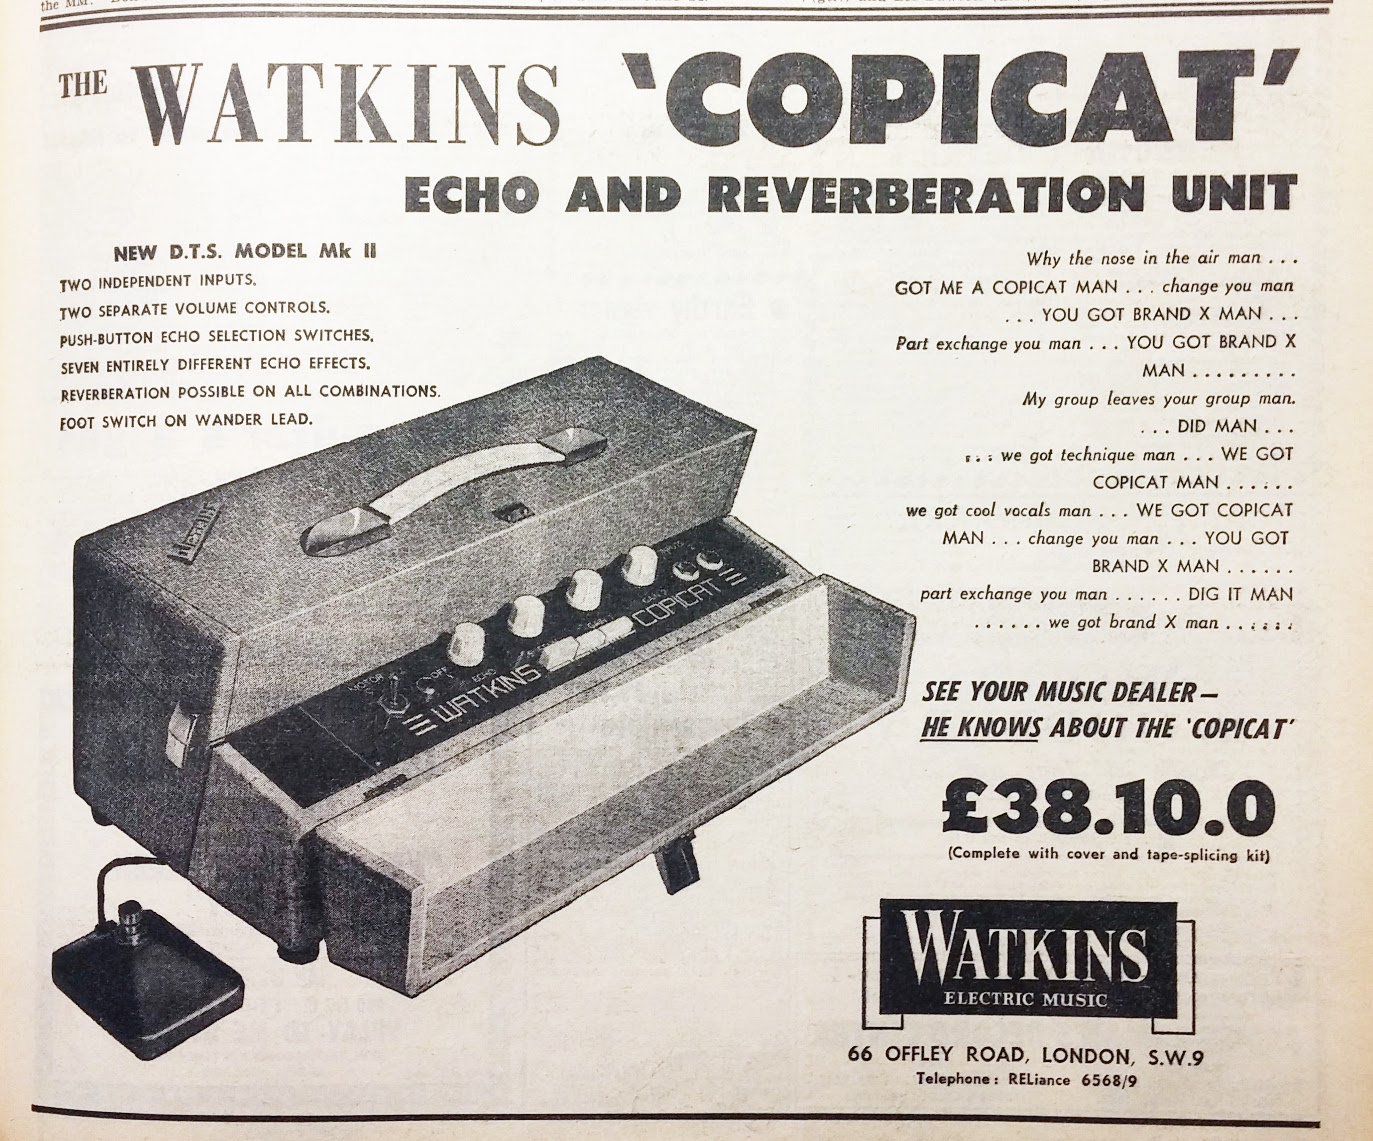 the MM.
THE WATKINS 'COPICAT'
ECHO AND REVERBERATION UNIT
NEW D.T.S. MODEL Mk II
TWO INDEPENDENT INPUTS.
TWO SEPARATE VOLUME CONTROLS.
PUSH-BUTTON ECHO SELECTION SWITCHES.
SEVEN ENTIRELY DIFFERENT ECHO EFFECTS.
REVERBERATION POSSIBLE ON ALL COMBINATIONS.
FOOT SWITCH ON WANDER LEAD.
Why the nose in the air man . . .
GOT ME A COPICAT MAN . . . change you man
. . . YOU GOT BRAND X MAN . . .
Part exchange you man . . . YOU GOT BRAND X
MAN . . . . . . . . .
My group leaves your group man.
. . . DID MAN . . .
. . . we got technique man . . . WE GOT
COPICAT MAN . . . . . .
we got cool vocals man . . . WE GOT COPICAT
MAN . . . change you man . . . YOU GOT
BRAND X MAN . . . . . .
part exchange you man . . . . . . DIG IT MAN
. . . . . . we got brand X man . . . . . .
Wem
MOTOR
OFF
ECHO
WATKINS
COPICAT
SEE YOUR MUSIC DEALER—
HE KNOWS ABOUT THE 'COPICAT'
£38.10.0
(Complete with cover and tape-splicing kit)
WATKINS
ELECTRIC MUSIC
66 OFFLEY ROAD, LONDON, S.W.9
Telephone: RELiance 6568/9